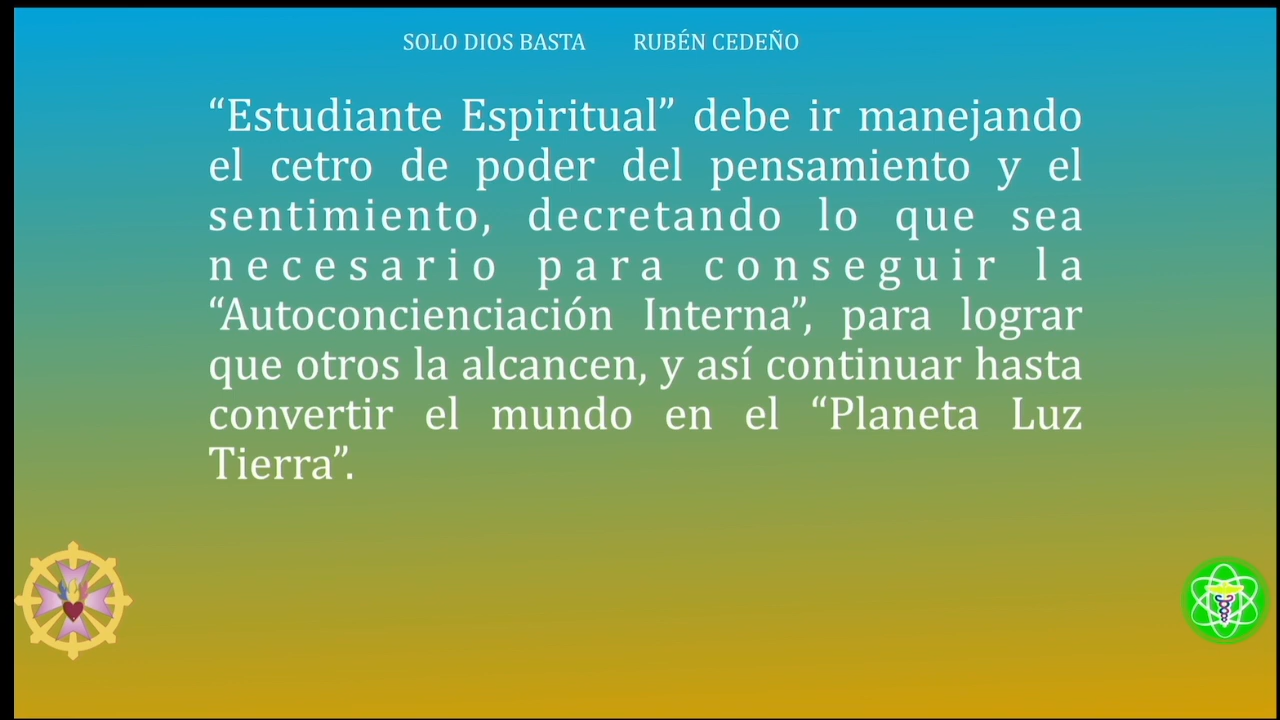 SOLO DIOS BASTA RUBÉN CEDEÑO
“Estudiante Espiritual” debe ir manejando
el cetro de poder del pensamiento y el
sentimiento, decretando lo que sea
necesario para conseguir la
“Autoconcienciación Interna”, para lograr
que otros la alcancen, y así continuar hasta
convertir el mundo en el “Planeta Luz
Tierra”.